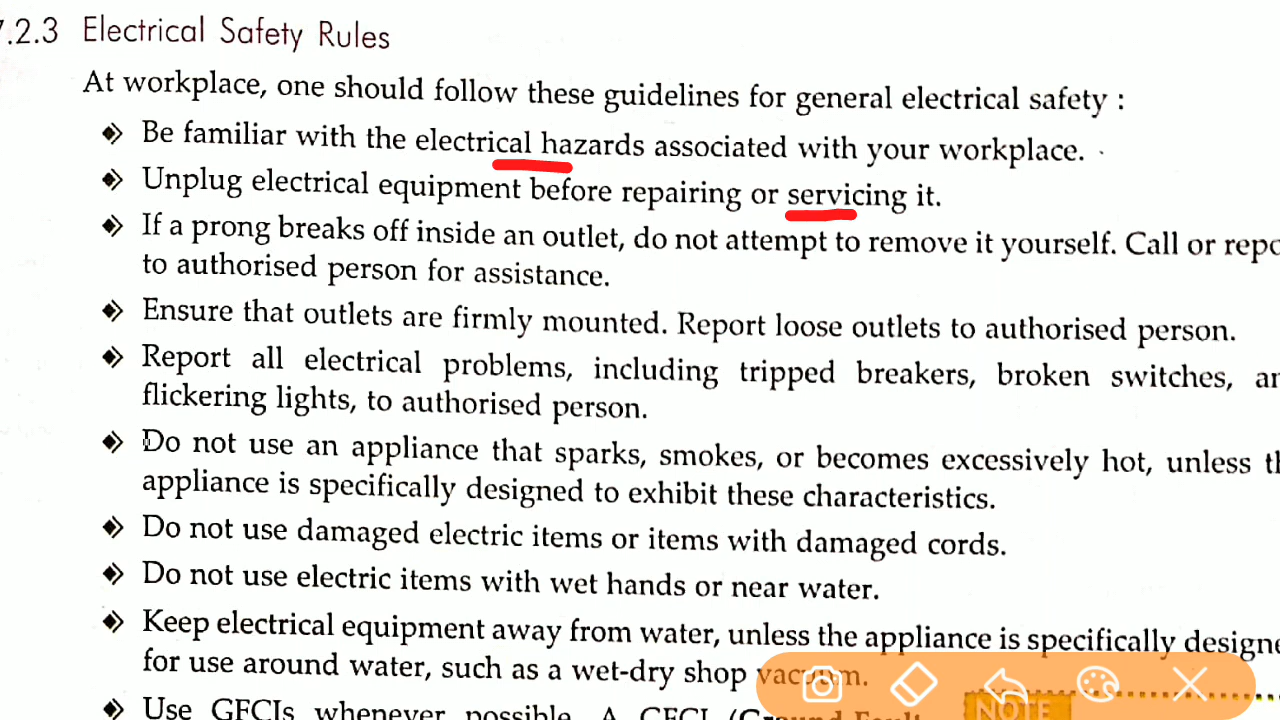 7.2.3 Electrical Safety Rules
At workplace, one should follow these guidelines for general electrical safety :
Be familiar with the electrical hazards associated with your workplace.
Unplug electrical equipment before repairing or servicing it.
If a prong breaks off inside an outlet, do not attempt to remove it yourself. Call or repo
to authorised person for assistance.
Ensure that outlets are firmly mounted. Report loose outlets to authorised person.
Report all electrical problems, including tripped breakers, broken switches, an
flickering lights, to authorised person.
Do not use an appliance that sparks, smokes, or becomes excessively hot, unless th
appliance is specifically designed to exhibit these characteristics.
Do not use damaged electric items or items with damaged cords.
Do not use electric items with wet hands or near water.
Keep electrical equipment away from water, unless the appliance is specifically designe
for use around water, such as a wet-dry shop vacuum.
Use GFCIs whenever possible. A GFCI (Ground Fault
NOTE